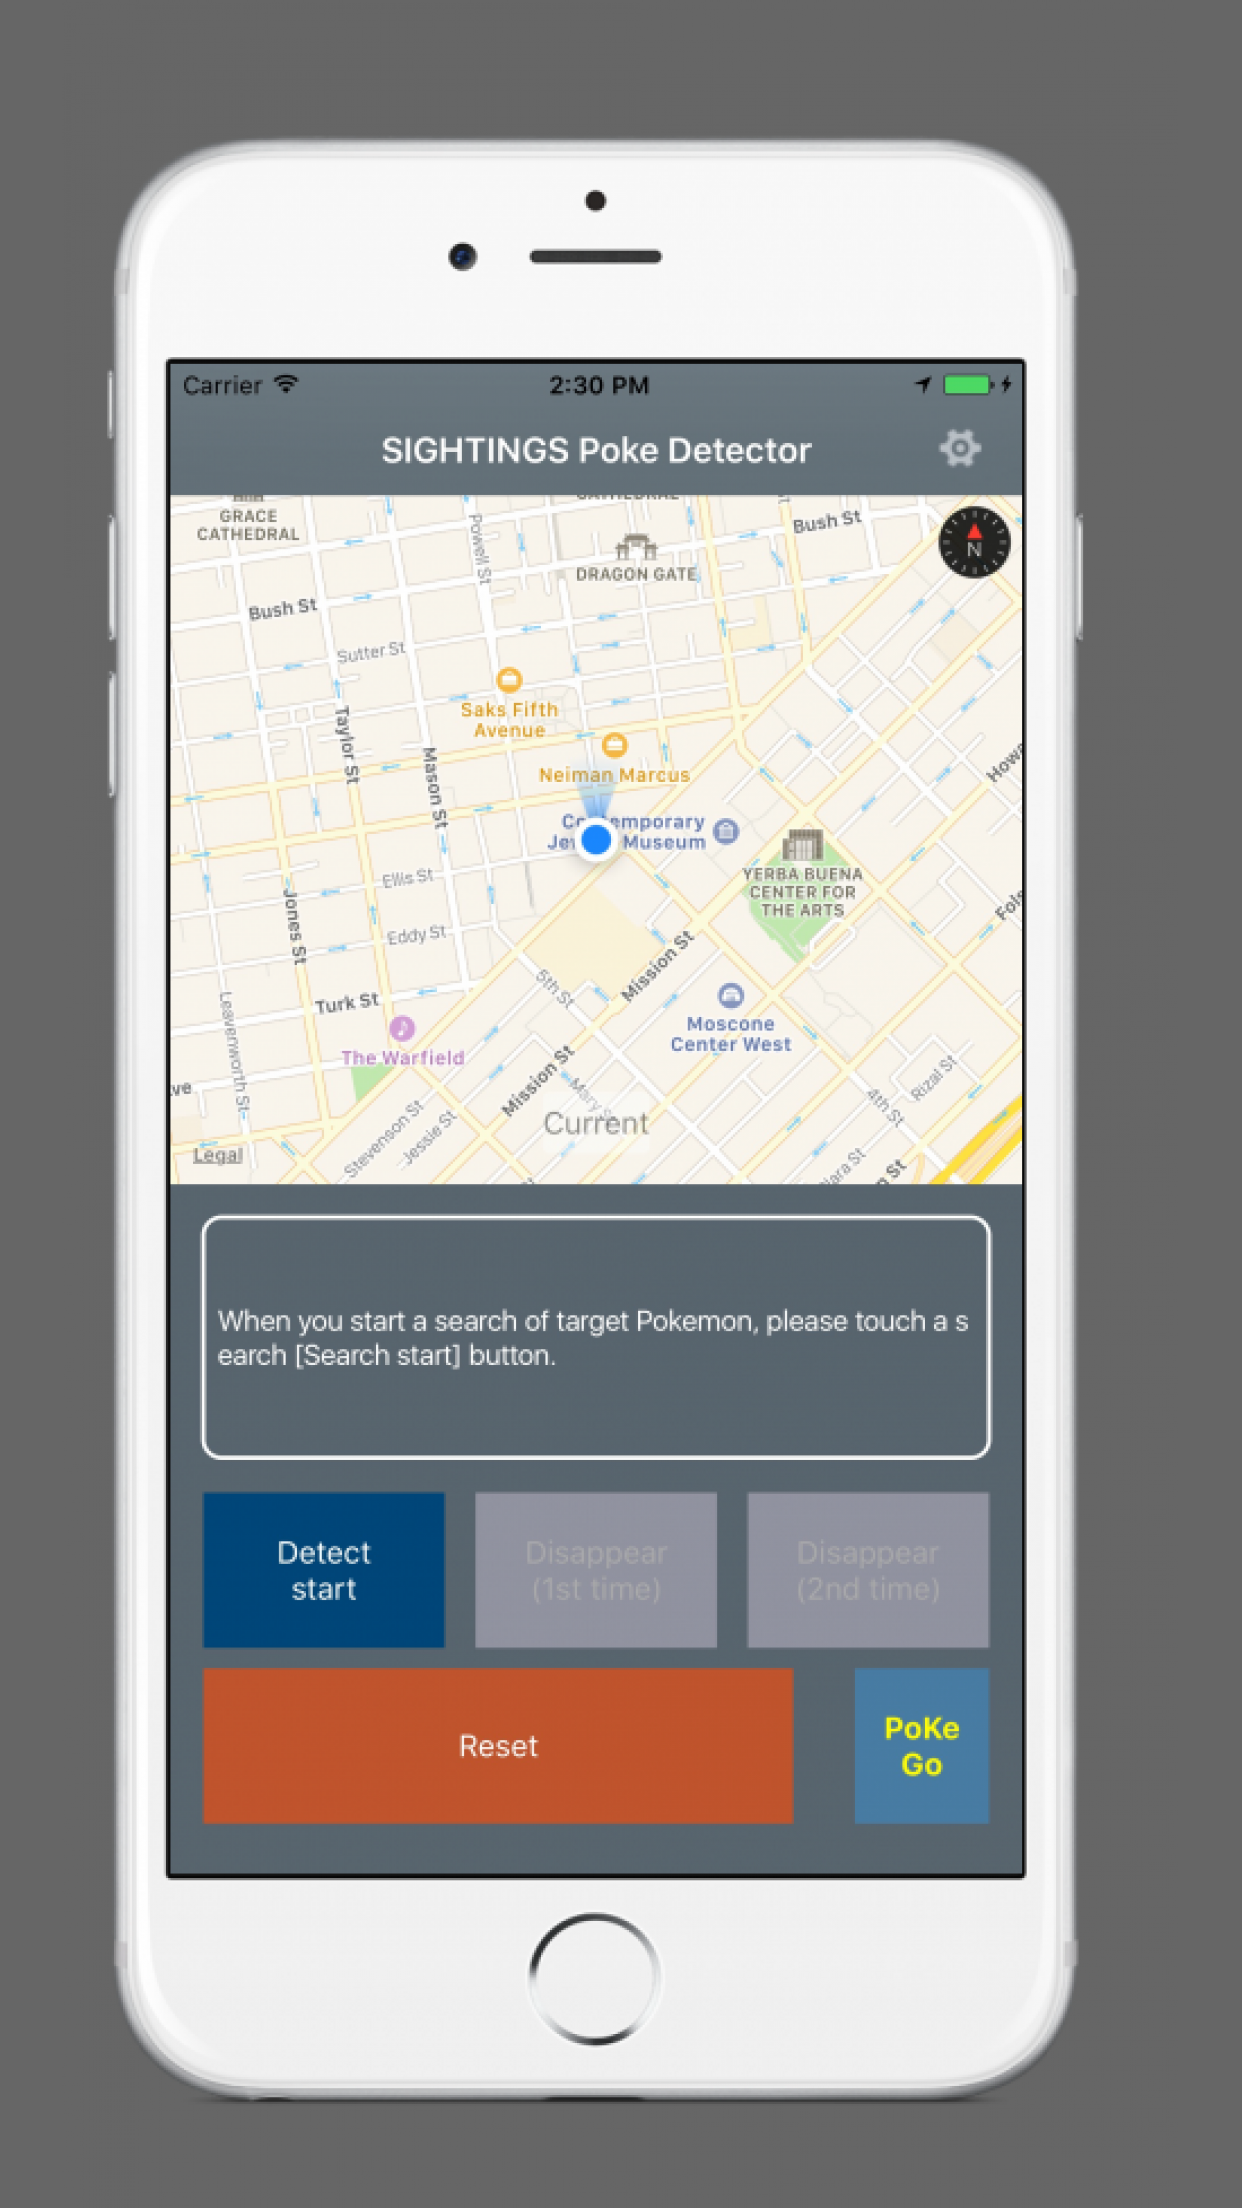 Carrier
2:30 PM
SIGHTINGS Poke Detector
CATHEDRAL
GRACE
CATHEDRAL
Powell St
Bush St
N
DRAGON GATE
Bush St
Sutter St
Saks Fifth
Avenue
Taylor St
Mason St
Neiman Marcus
Contemporary
Museum
YERBA BUENA
CENTER FOR
THE ARTS
Ellis St
Jones St
Eddy St
Mission St
5th St
Turk St
Leavenworth St
Moscone
Center West
The Warfield
Mission St
Mary St
Rizal St
4th St
Stevenson St
Jessie St
Current
Legal
When you start a search of target Pokemon, please touch a s
earch [Search start] button.
Detect
start
Disappear
(1st time)
Disappear
(2nd time)
Reset
PoKe
Go